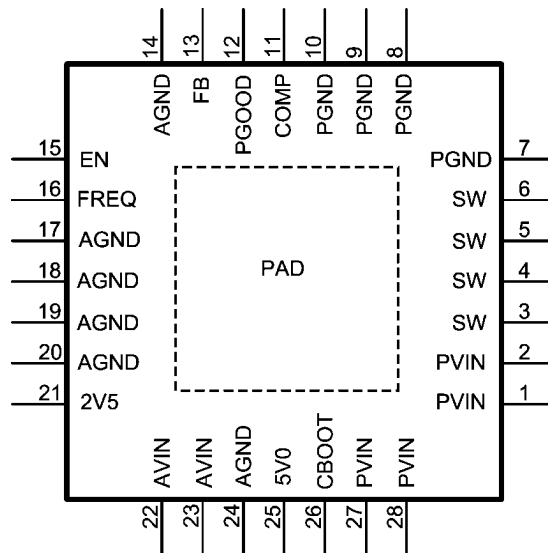 14 13 12 11 10 9 8
AGND FB PGOOD COMP PGND PGND PGND
15 EN PGND 7
16 FREQ SW 6
17 AGND SW 5
18 AGND SW 4
PAD
19 AGND SW 3
20 AGND PVIN 2
21 2V5 PVIN 1
AVIN AVIN AGND 5V0 CBOOT PVIN PVIN
22 23 24 25 26 27 28